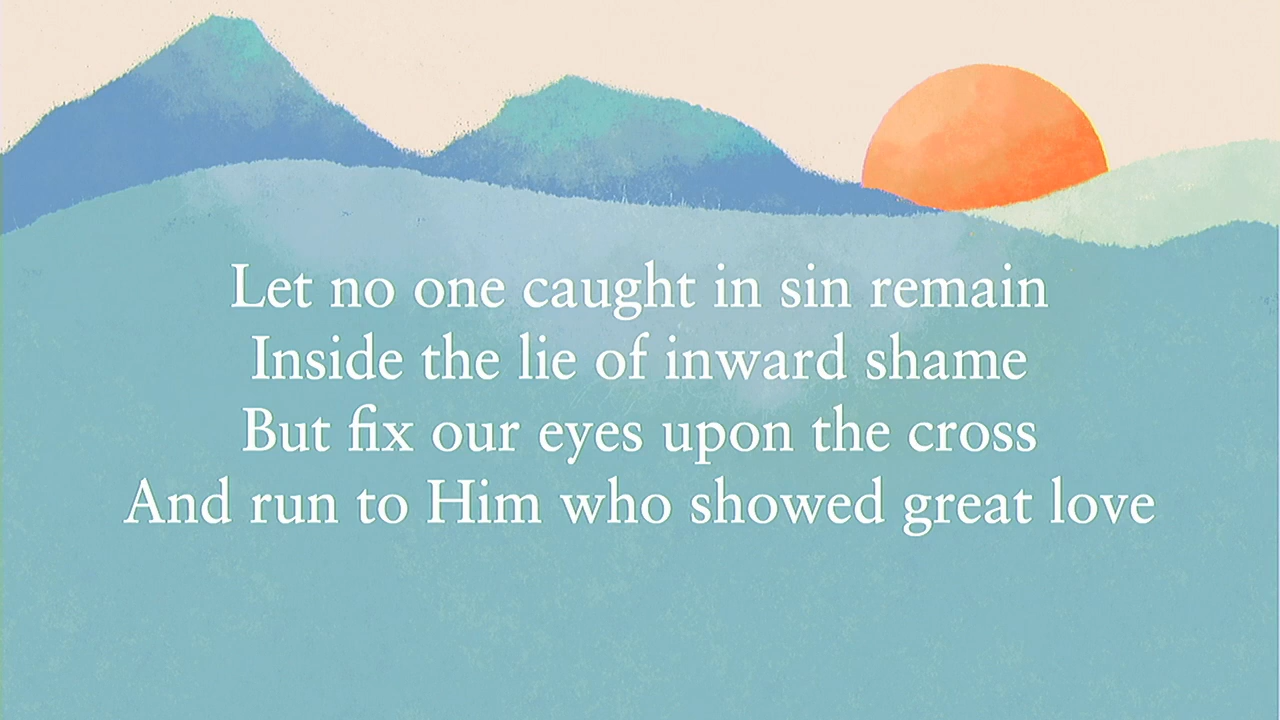 Let no one caught in sin remain
Inside the lie of inward shame
But fix our eyes upon the cross
And run to Him who showed great love